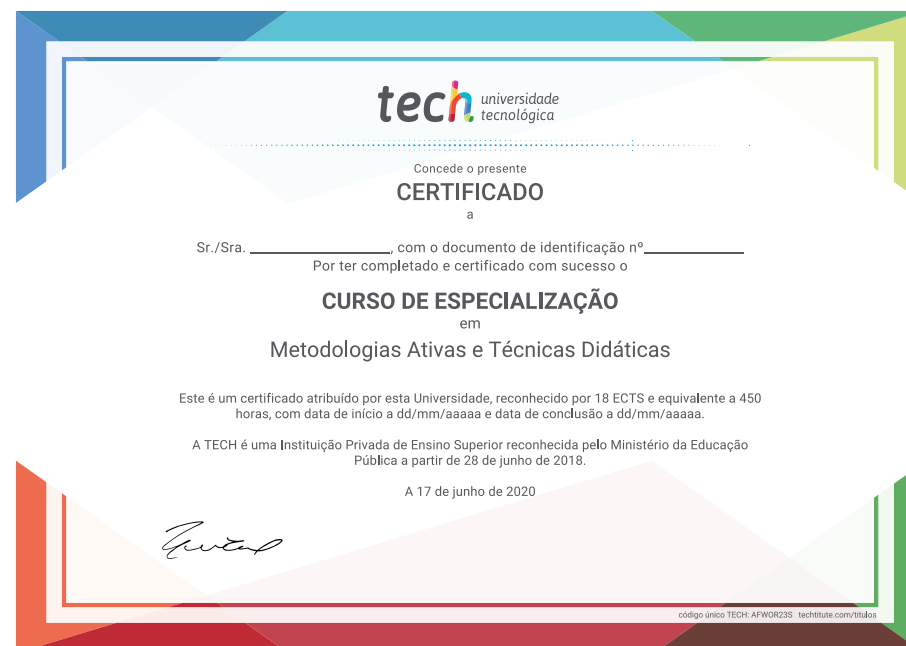 tech universidade
tecnológica
Concede o presente
CERTIFICADO
a
Sr./Sra. ____________________, com o documento de identificação nº______________
Por ter completado e certificado com sucesso o
CURSO DE ESPECIALIZAÇÃO
em
Metodologias Ativas e Técnicas Didáticas
Este é um certificado atribuído por esta Universidade, reconhecido por 18 ECTS e equivalente a 450
horas, com data de início a dd/mm/aaaaa e data de conclusão a dd/mm/aaaaa.
A TECH é uma Instituição Privada de Ensino Superior reconhecida pelo Ministério da Educação
Pública a partir de 28 de junho de 2018.
A 17 de junho de 2020
código único TECH: AFWOR23S techtitute.com/titulos